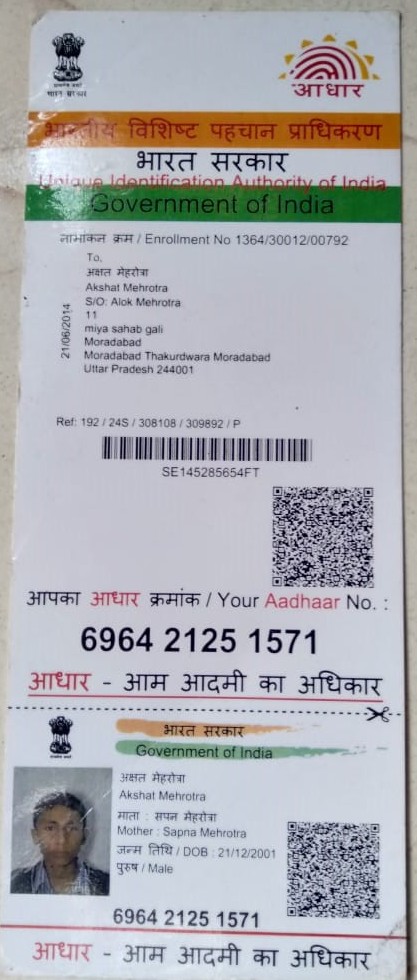 भारत सरकार
आधार
भारतीय विशिष्ट पहचान प्राधिकरण
भारत सरकार
Unique Identification Authority of India
Government of India
नामांकन क्रम / Enrollment No 1364/30012/00792
To,
अक्षत मेहरोत्रा
Akshat Mehrotra
S/O: Alok Mehrotra
11
miya sahab gali
Moradabad
Moradabad Thakurdwara Moradabad
Uttar Pradesh 244001
21/06/2014
Ref: 192 / 24S / 308108 / 309892 / P
SE145285654FT
आपका आधार क्रमांक / Your Aadhaar No. :
6964 2125 1571
आधार - आम आदमी का अधिकार
भारत सरकार
Government of India
अक्षत मेहरोत्रा
Akshat Mehrotra
माता : सपन मेहरोत्रा
Mother : Sapna Mehrotra
जन्म तिथि / DOB : 21/12/2001
पुरुष / Male
6964 2125 1571
आधार - आम आदमी का अधिकार